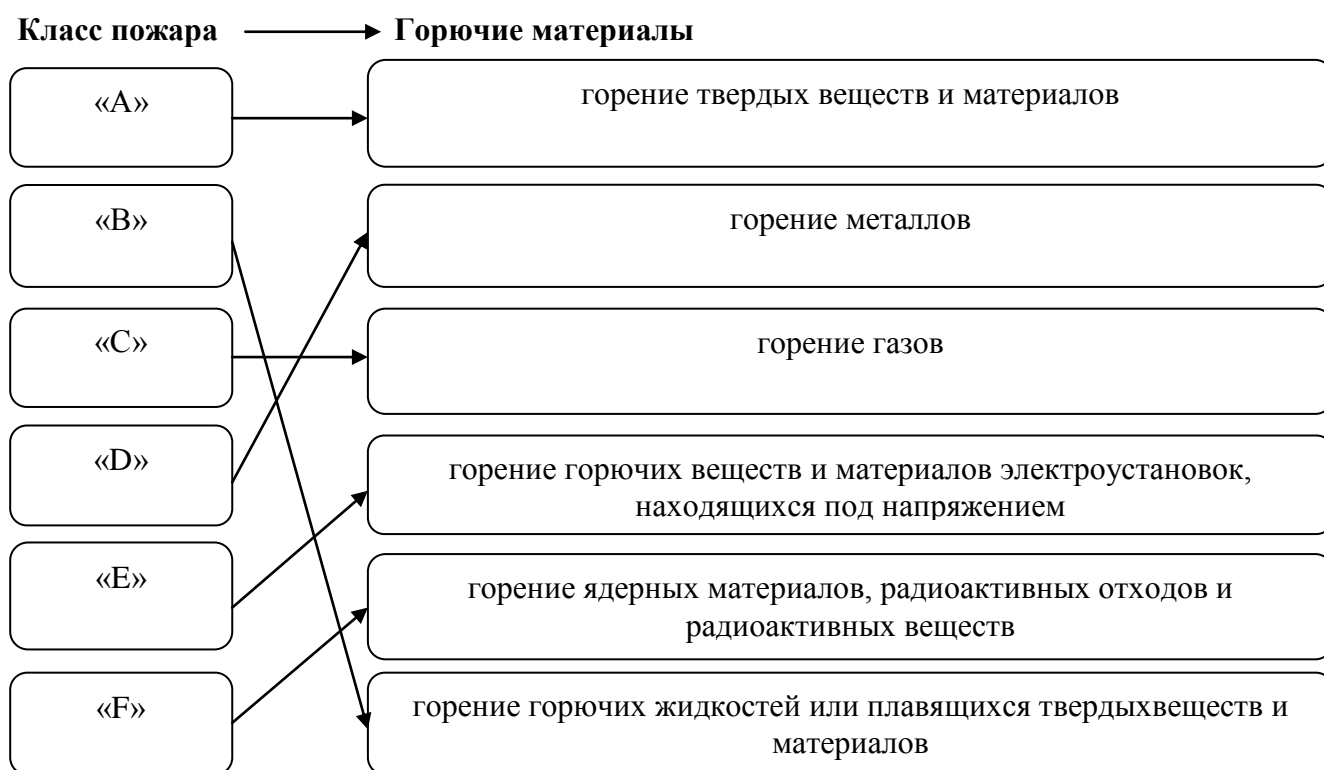 Класс пожара Горючие материалы
«A» горение твердых веществ и материалов
«B» горение металлов
«C» горение газов
«D» горение горючих веществ и материалов электроустановок,
находящихся под напряжением
«E» горение ядерных материалов, радиоактивных отходов и
радиоактивных веществ
«F» горение горючих жидкостей или плавящихся твердыхвеществ и
материалов